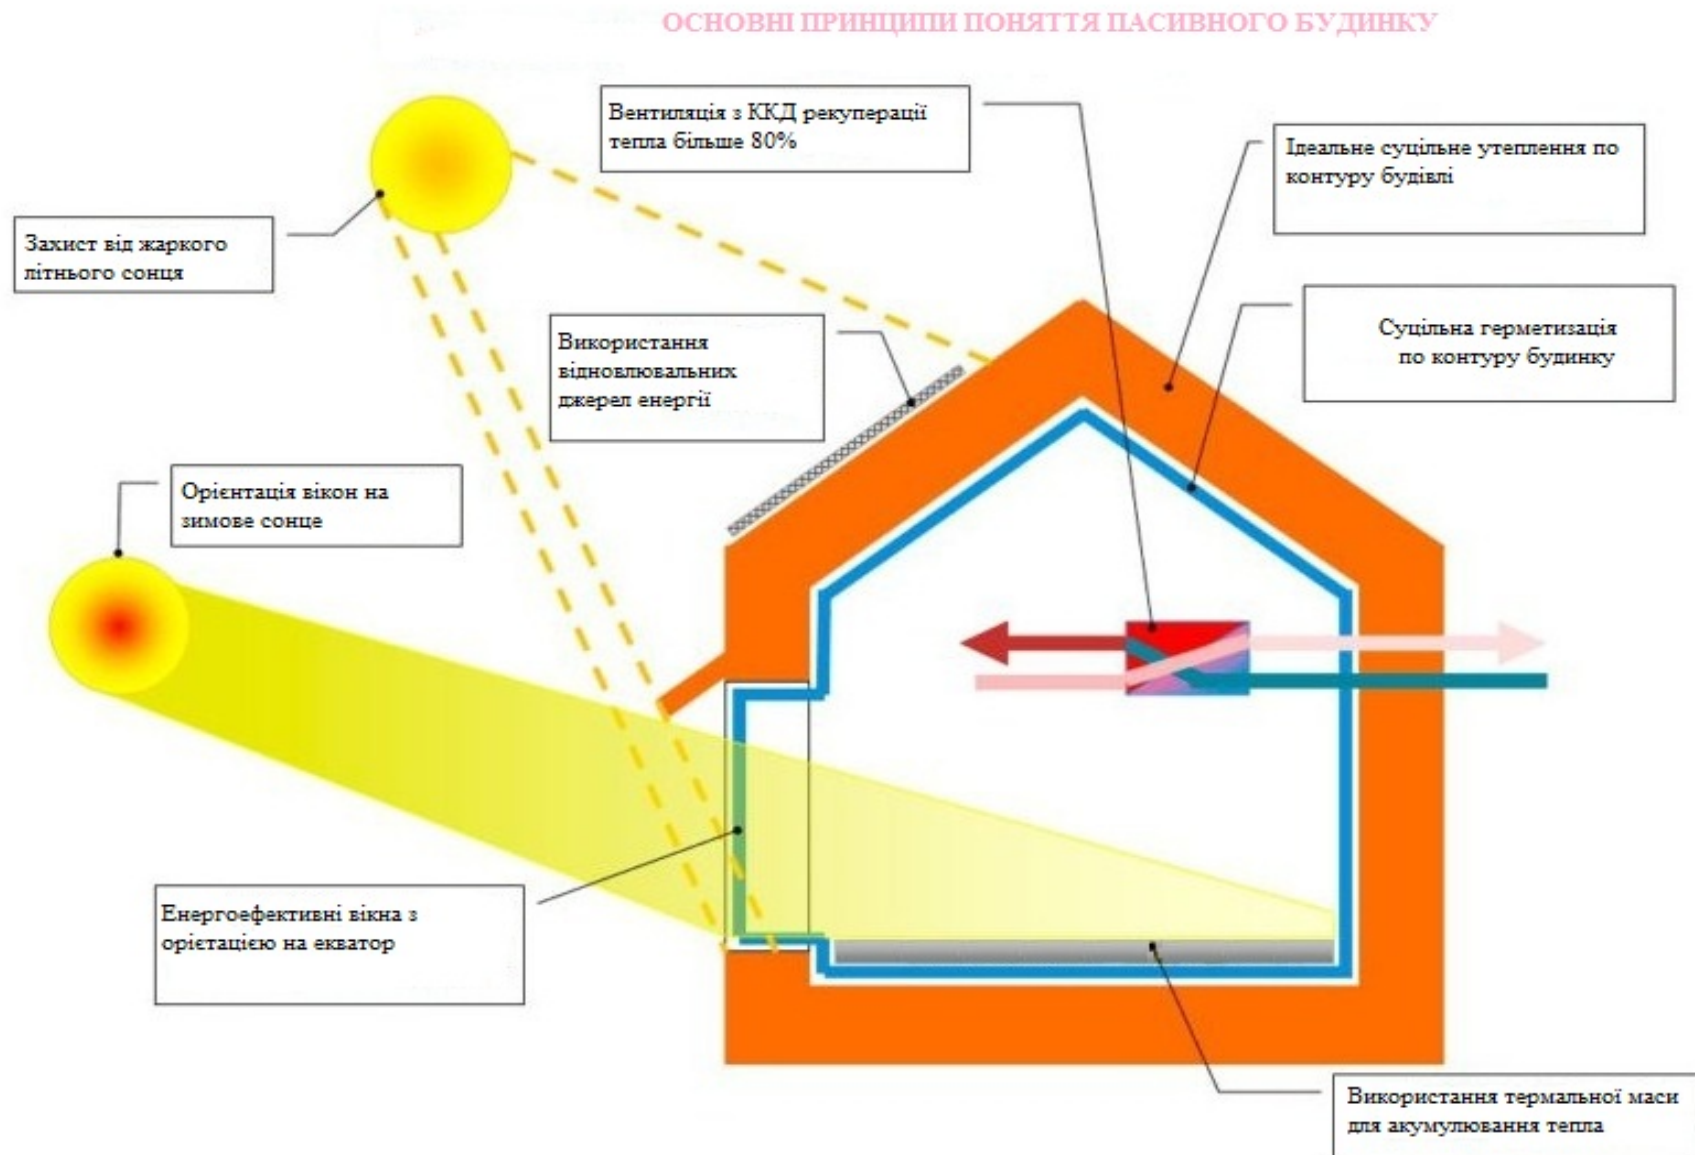 ОСНОВНІ ПРИНЦИПИ ПОНЯТТЯ ПАСИВНОГО БУДИНКУ
Вентиляція з ККД рекуперації
тепла більше 80%
Ідеальне суцільне утеплення по
контуру будівлі
Захист від жаркого
літнього сонця
Суцільна герметизація
по контуру будинку
Використання
відновлювальних
джерел енергії
Орієнтація вікон на
зимове сонце
Енергоефективні вікна з
орієтацією на екватор
Використання термальної маси
для акумулювання тепла